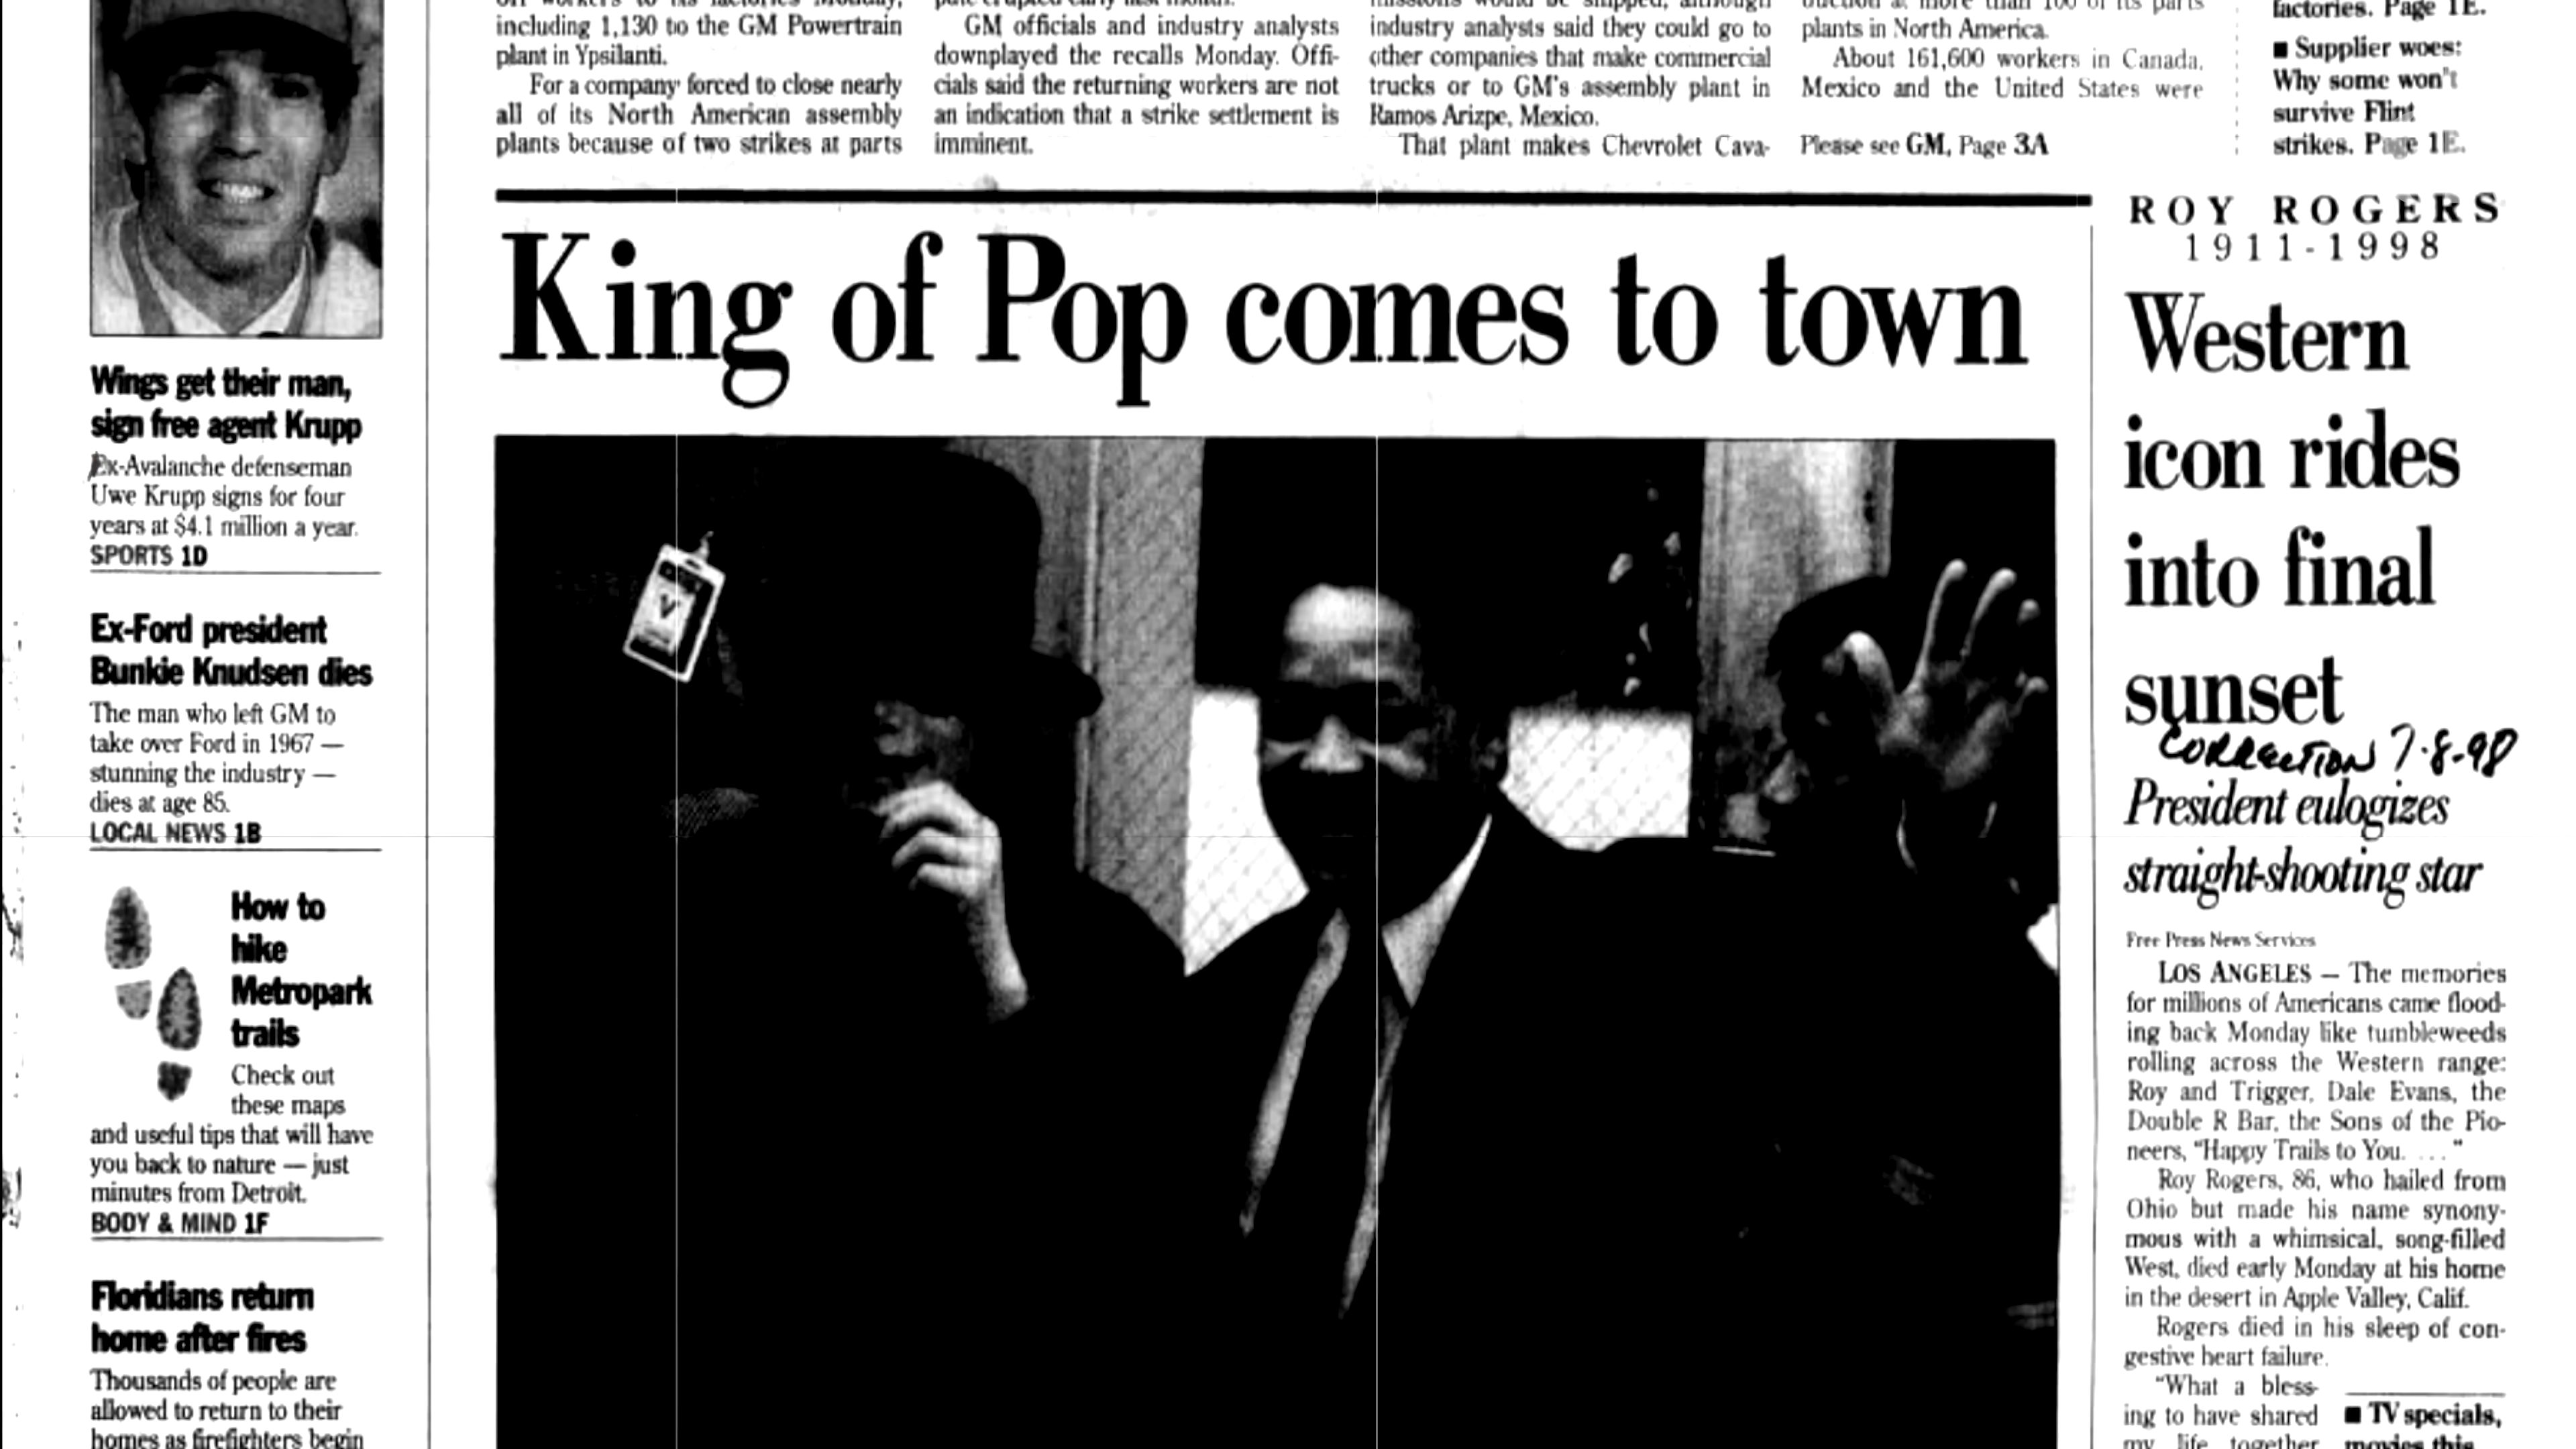 including 1,130 to the GM Powertrain
plant in Ypsilanti.
For a company forced to close nearly
all of its North American assembly
plants because of two strikes at parts
GM officials and industry analysts
downplayed the recalls Monday. Offi-
cials said the returning workers are not
an indication that a strike settlement is
imminent.
industry analysts said they could go to
other companies that make commercial
trucks or to GM's assembly plant in
Ramos Arizpe, Mexico.
That plant makes Chevrolet Cava-
plants in North America.
About 161,600 workers in Canada,
Mexico and the United States were
Please see GM, Page 3A
factories. Page 1E.
■ Supplier woes:
Why some won't
survive Flint
strikes. Page 1E.
Wings get their man,
sign free agent Krupp
Ex-Avalanche defenseman
Uwe Krupp signs for four
years at $4.1 million a year.
SPORTS 1D
Ex-Ford president
Bunkie Knudsen dies
The man who left GM to
take over Ford in 1967 —
stunning the industry —
dies at age 85.
LOCAL NEWS 1B
How to
hike
Metropark
trails
Check out
these maps
and useful tips that will have
you back to nature — just
minutes from Detroit.
BODY & MIND 1F
Floridians return
home after fires
Thousands of people are
allowed to return to their
homes as firefighters begin
King of Pop comes to town
V
ROY ROGERS
1911-1998
Western
icon rides
into final
sunset
CORRECTION 7-8-98
President eulogizes
straight-shooting star
Free Press News Services
LOS ANGELES — The memories
for millions of Americans came flood-
ing back Monday like tumbleweeds
rolling across the Western range:
Roy and Trigger, Dale Evans, the
Double R Bar, the Sons of the Pio-
neers, "Happy Trails to You. . . ."
Roy Rogers, 86, who hailed from
Ohio but made his name synony-
mous with a whimsical, song-filled
West, died early Monday at his home
in the desert in Apple Valley, Calif.
Rogers died in his sleep of con-
gestive heart failure.
"What a bless-
ing to have shared
my life together
■ TV specials,
movies this